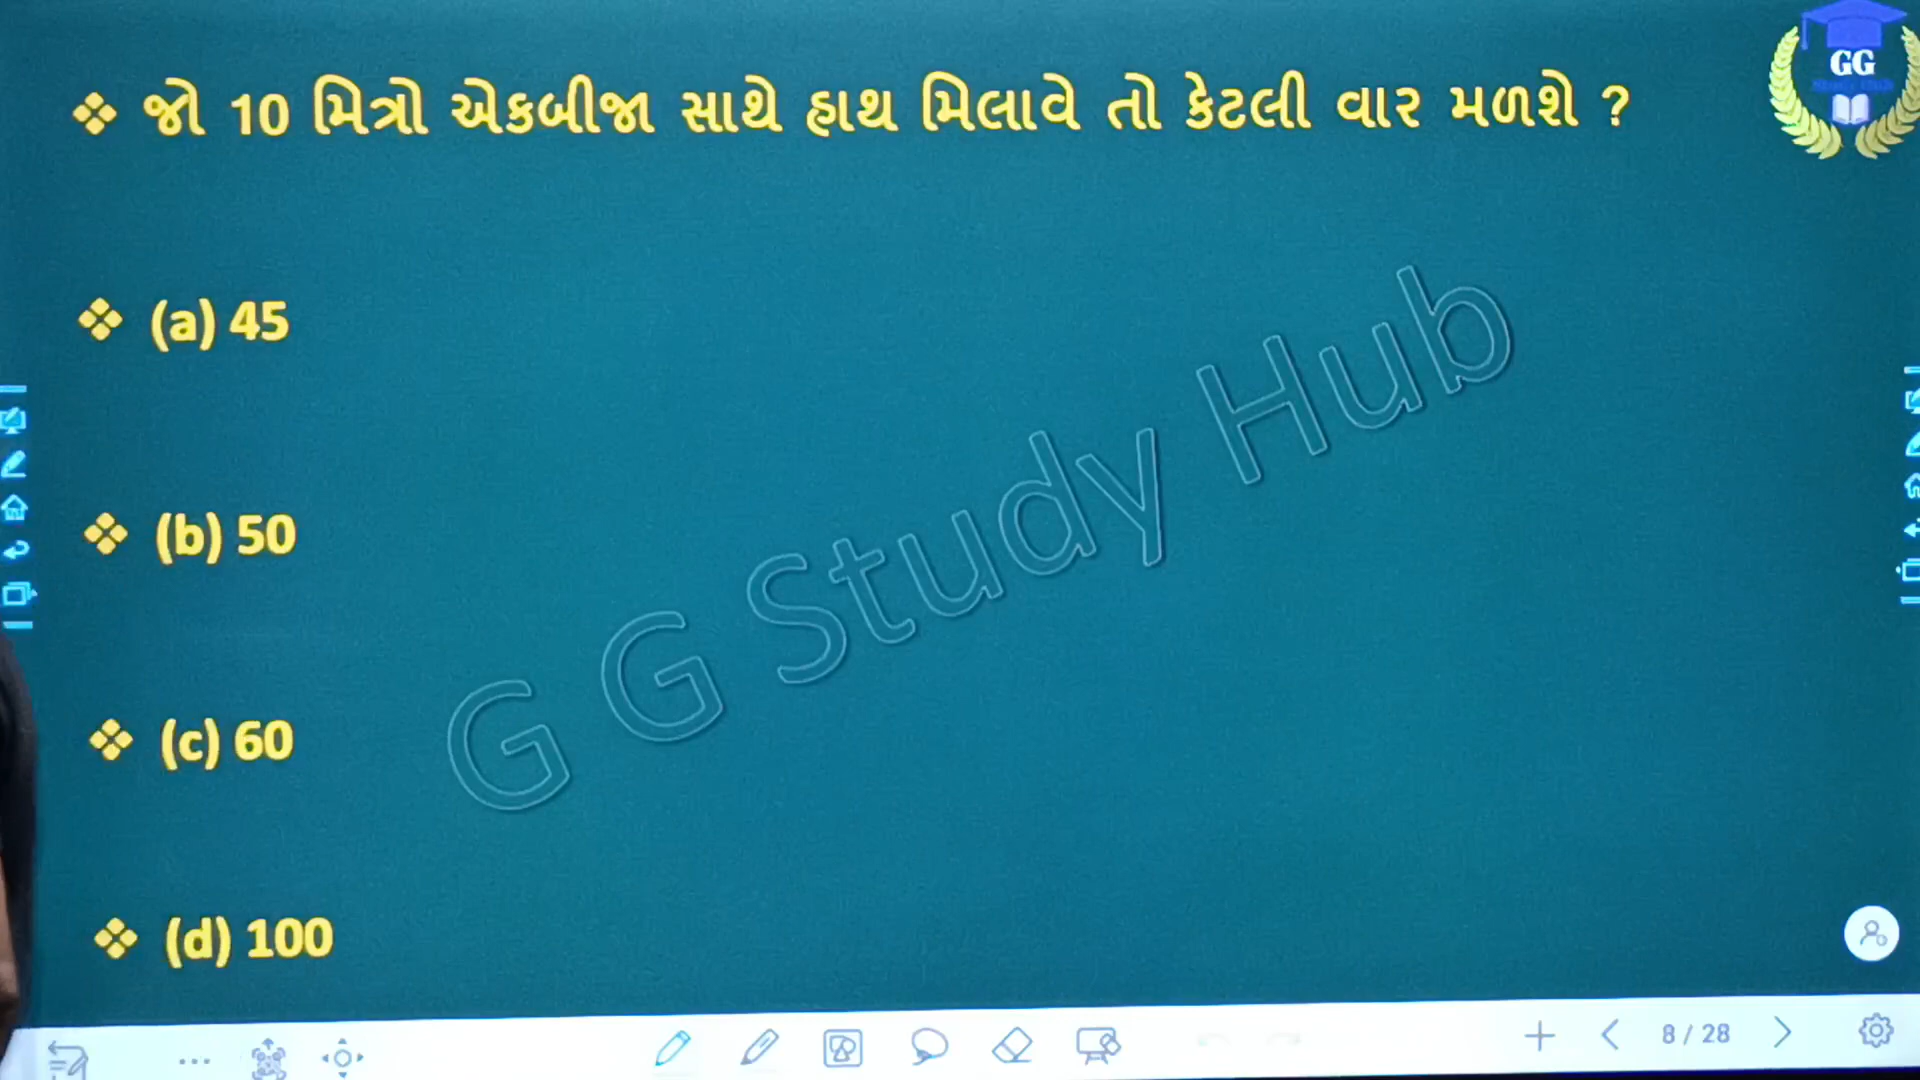 ❖ જો 10 મિત્રો એકબીજા સાથે હાથ મિલાવે તો કેટલી વાર મળશે ?
GG
❖ (a) 45
❖ (b) 50
❖ (c) 60
❖ (d) 100
G G Study Hub
8 / 28